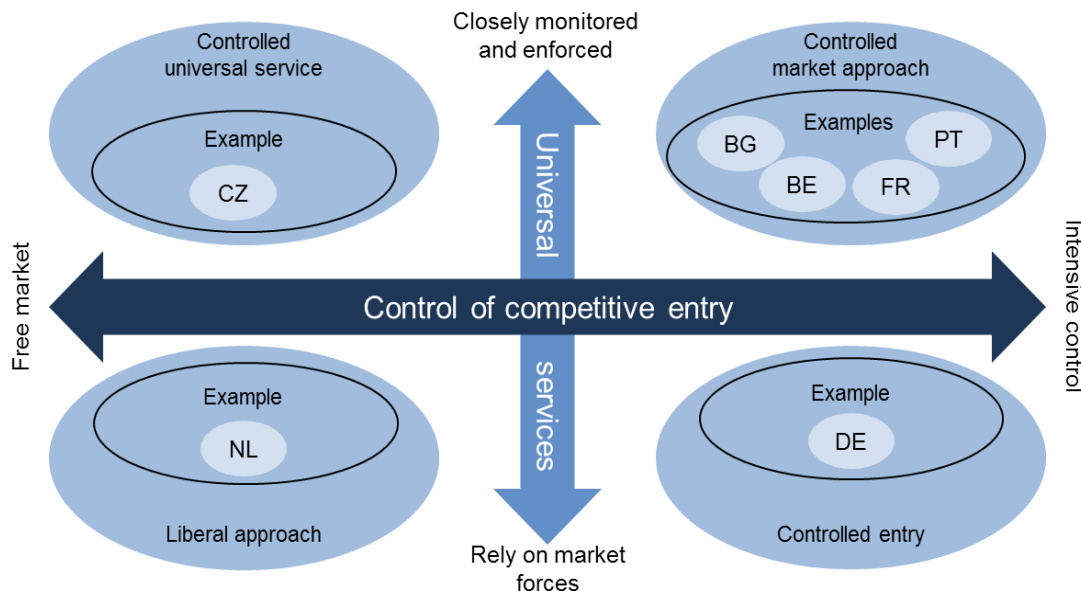 Closely monitored
and enforced
Controlled
universal service
Example
CZ
Controlled
market approach
Examples
BG
BE
FR
PT
Universal
services
Free market
Control of competitive entry
Intensive control
Example
NL
Liberal approach
Example
DE
Controlled entry
Rely on market
forces